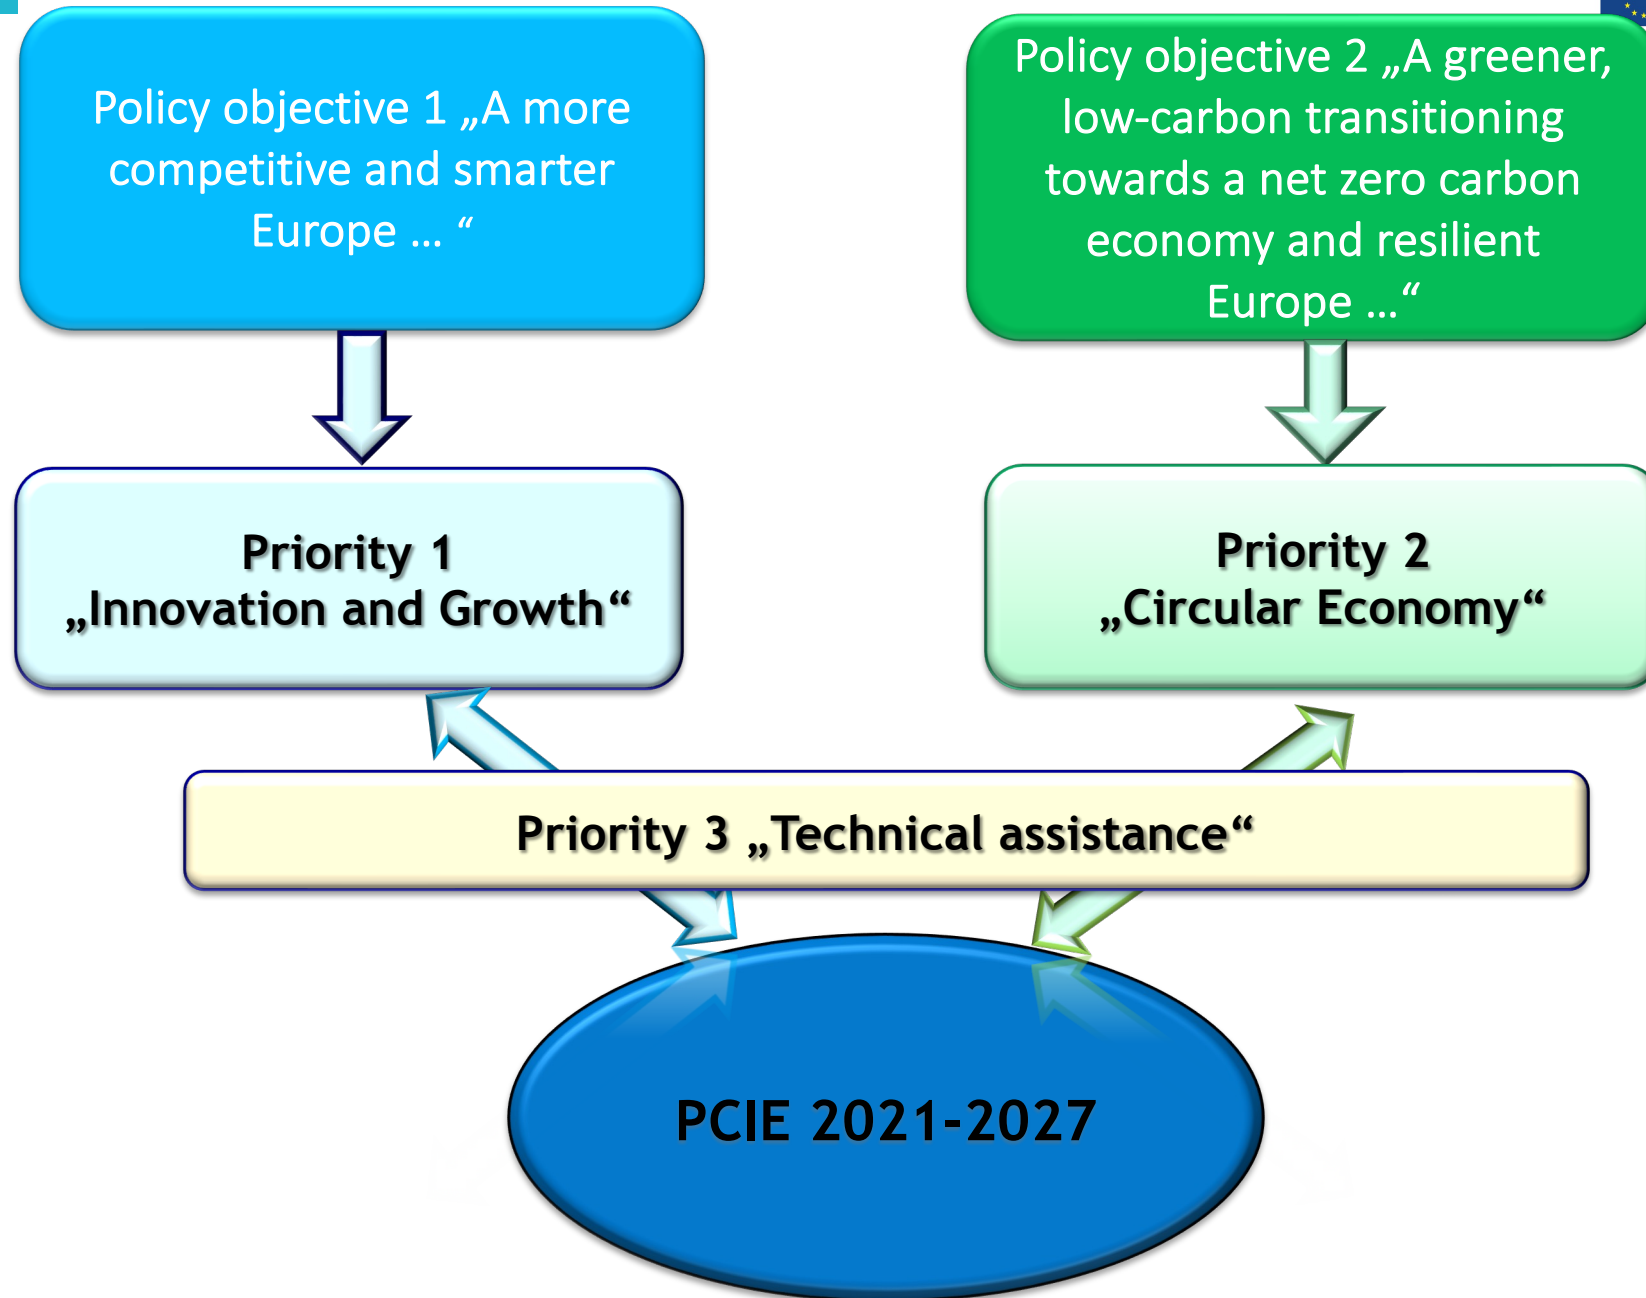 Policy objective 1 „A more
competitive and smarter
Europe … “
Policy objective 2 „A greener,
low-carbon transitioning
towards a net zero carbon
economy and resilient
Europe …“
Priority 1
„Innovation and Growth“
Priority 2
„Circular Economy“
Priority 3 „Technical assistance“
PCIE 2021-2027